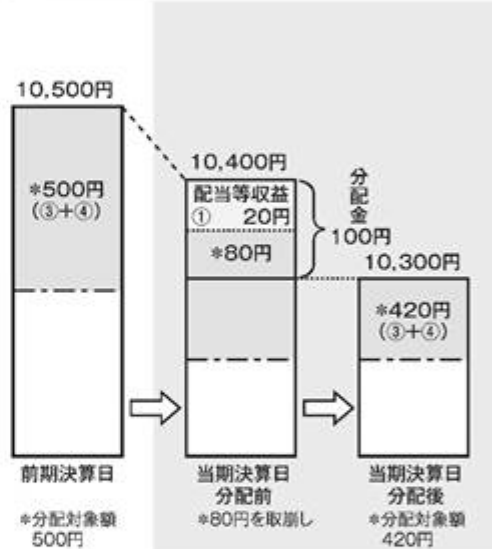 10,500円
*500円
(③+④)
10,400円
配当等収益
① 20円
*80円
分配金
100円
10,300円
*420円
(③+④)
前期決算日
*分配対象額
500円
当期決算日
分配前
*80円を取崩し
当期決算日
分配後
*分配対象額
420円